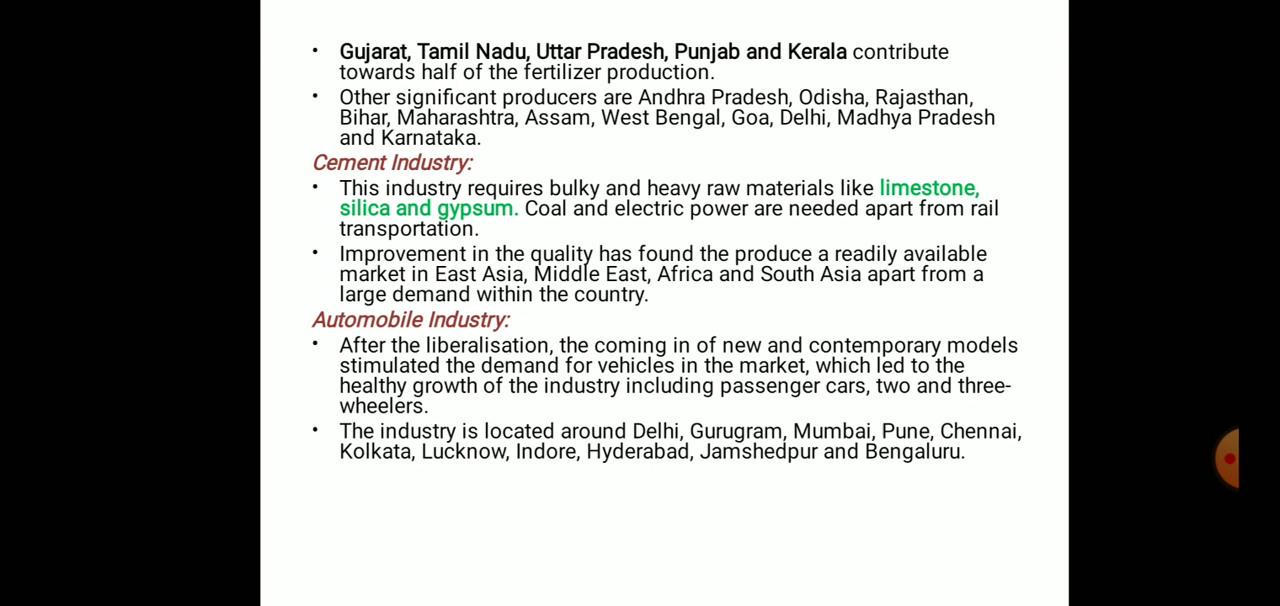 • Gujarat, Tamil Nadu, Uttar Pradesh, Punjab and Kerala contribute
towards half of the fertilizer production.
• Other significant producers are Andhra Pradesh, Odisha, Rajasthan,
Bihar, Maharashtra, Assam, West Bengal, Goa, Delhi, Madhya Pradesh
and Karnataka.
Cement Industry:
• This industry requires bulky and heavy raw materials like limestone,
silica and gypsum. Coal and electric power are needed apart from rail
transportation.
• Improvement in the quality has found the produce a readily available
market in East Asia, Middle East, Africa and South Asia apart from a
large demand within the country.
Automobile Industry:
• After the liberalisation, the coming in of new and contemporary models
stimulated the demand for vehicles in the market, which led to the
healthy growth of the industry including passenger cars, two and three-
wheelers.
• The industry is located around Delhi, Gurugram, Mumbai, Pune, Chennai,
Kolkata, Lucknow, Indore, Hyderabad, Jamshedpur and Bengaluru.